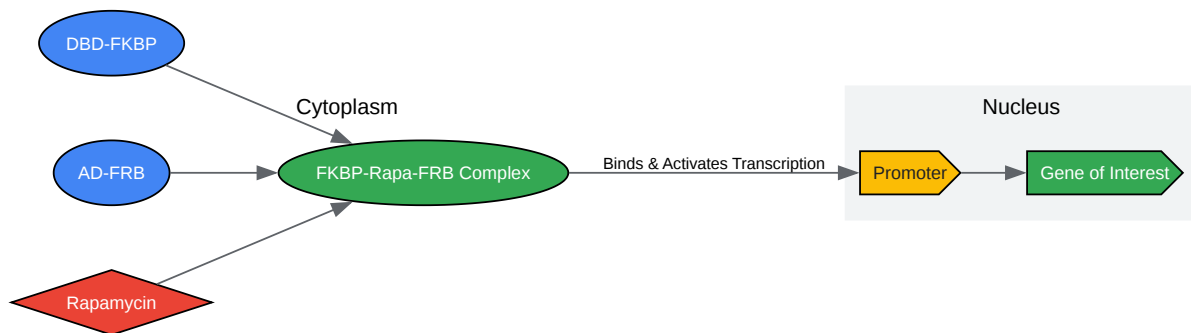 DBD-FKBP
Cytoplasm
Nucleus
AD-FRB
FKBP-Rapa-FRB Complex
Binds & Activates Transcription
Promoter
Gene of Interest
Rapamycin